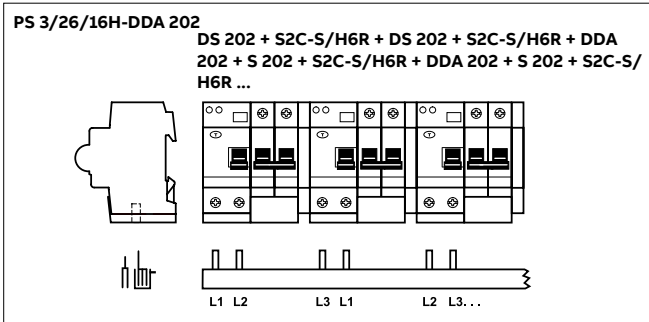 PS 3/26/16H-DDA 202
DS 202 + S2C-S/H6R + DS 202 + S2C-S/H6R + DDA
202 + S 202 + S2C-S/H6R + DDA 202 + S 202 + S2C-S/
H6R ...
T T T
L1 L2 L3 L1 L2 L3...